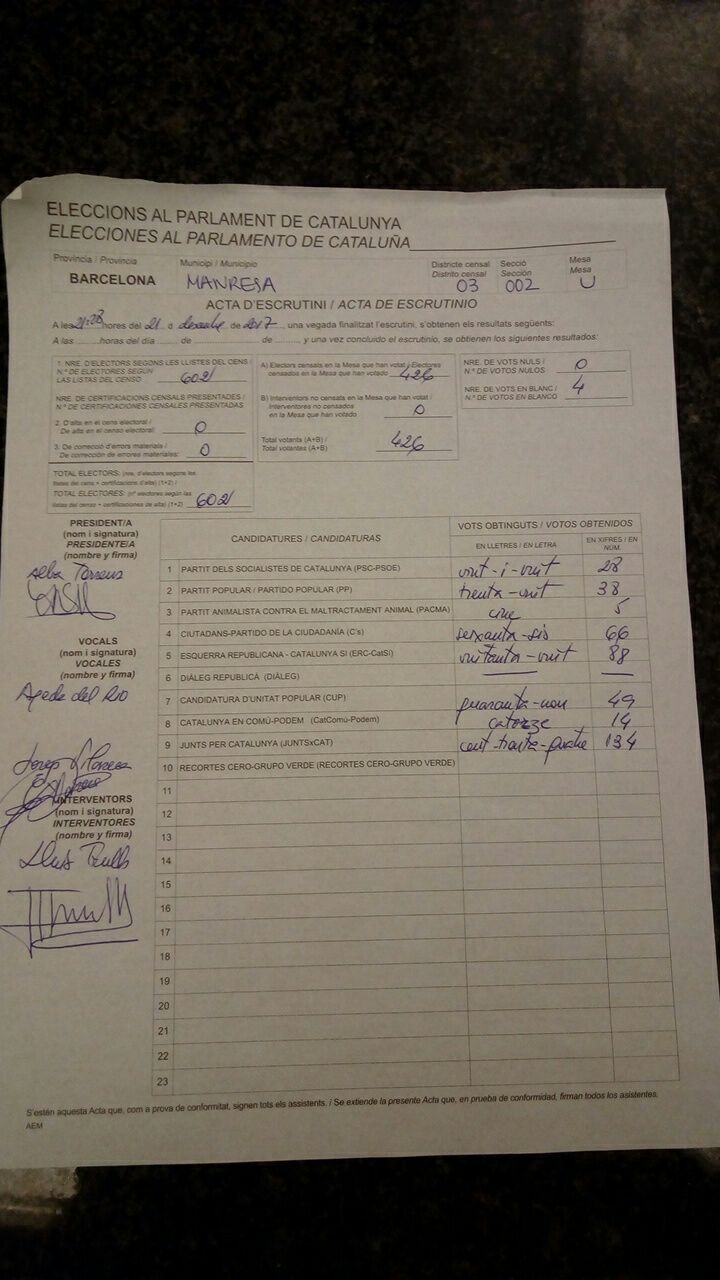 ELECCIONS AL PARLAMENT DE CATALUNYA
ELECCIONES AL PARLAMENTO DE CATALUÑA
Província / Provincia Municipi / Municipio Districte censal Secció Mesa
Distrito censal Sección Mesa
BARCELONA MANRESA 03 002 U
ACTA D'ESCRUTINI / ACTA DE ESCRUTINIO
A les 21:28 hores del 21 d desembre de 2017, una vegada finalitzat l'escrutini, s'obtenen els resultats següents:
A las ........horas del día ...... de .................... de ........... y una vez concluido el escrutinio, se obtienen los siguientes resultados:
1. NRE. D'ELECTORS SEGONS LES LLISTES DEL CENS /
N.º DE ELECTORES SEGÚN
LAS LISTAS DEL CENSO 602
NRE. DE CERTIFICACIONS CENSALS PRESENTADES /
N.º DE CERTIFICACIONES CENSALES PRESENTADAS
2. D'alta en el cens electoral /
De alta en el censo electoral: 0
3. De correcció d'errors materials /
De corrección de errores materiales: 0
TOTAL ELECTORS: (nre. d'electors segons les
llistes del cens + certificacions d'alta) (1+2) /
TOTAL ELECTORES: (nº electores según las
listas del censo + certificaciones de alta) (1+2) 602
A) Electors censats en la Mesa que han votat / Electores
censados en la Mesa que han votado 426
B) Interventors no censats en la Mesa que han votat /
Interventores no censados
en la Mesa que han votado 0
Total votants (A+B) /
Total votantes (A+B) 426
NRE. DE VOTS NULS /
N.º DE VOTOS NULOS 0
NRE. DE VOTS EN BLANC /
N.º DE VOTOS EN BLANCO 4
PRESIDENT/A
(nom i signatura)
PRESIDENTE/A
(nombre y firma)
Alba Torrens
VOCALS
(nom i signatura)
VOCALES
(nombre y firma)
Agede del Rio
Josep
INTERVENTORS
(nom i signatura)
INTERVENTORES
(nombre y firma)
Lluis Trulls
CANDIDATURES / CANDIDATURAS VOTS OBTINGUTS / VOTOS OBTENIDOS
EN LLETRES / EN LETRA EN XIFRES / EN NUM.
1 PARTIT DELS SOCIALISTES DE CATALUNYA (PSC-PSOE) vint-i-vuit 28
2 PARTIT POPULAR / PARTIDO POPULAR (PP) trenta-vuit 38
3 PARTIT ANIMALISTA CONTRA EL MALTRACTAMENT ANIMAL (PACMA) cinc 5
4 CIUTADANS-PARTIDO DE LA CIUDADANÍA (C's) seixanta-sis 66
5 ESQUERRA REPUBLICANA - CATALUNYA SÍ (ERC-CatSí) vuitanta-vuit 88
6 DIÀLEG REPUBLICÀ (DIÀLEG)
7 CANDIDATURA D'UNITAT POPULAR (CUP) quaranta-nou 49
8 CATALUNYA EN COMÚ-PODEM (CatComú-Podem) catorze 14
9 JUNTS PER CATALUNYA (JUNTSxCAT) cent-trenta-quatre 134
10 RECORTES CERO-GRUPO VERDE (RECORTES CERO-GRUPO VERDE)
11
12
13
14
15
16
17
18
19
20
21
22
23
S'estén aquesta Acta que, com a prova de conformitat, signen tots els assistents. / Se extiende la presente Acta que, en prueba de conformidad, firman todos los asistentes.
AEM